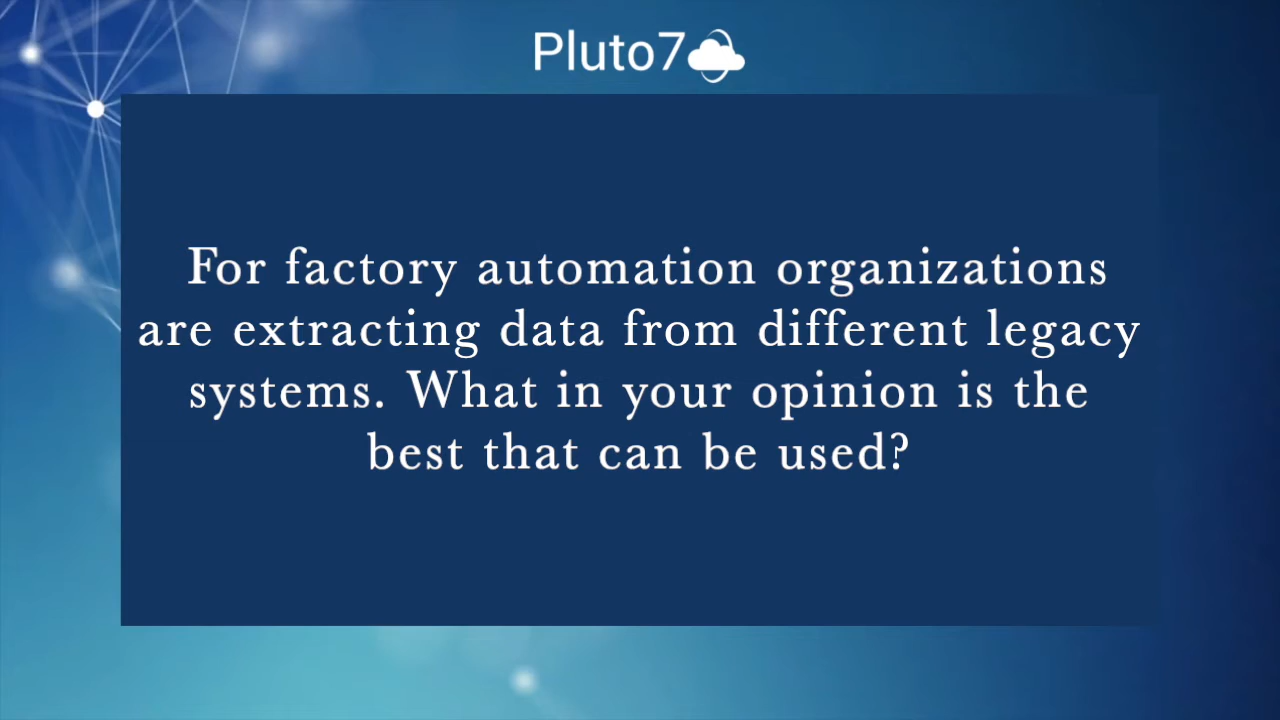 Pluto7
For factory automation organizations
are extracting data from different legacy
systems. What in your opinion is the
best that can be used?